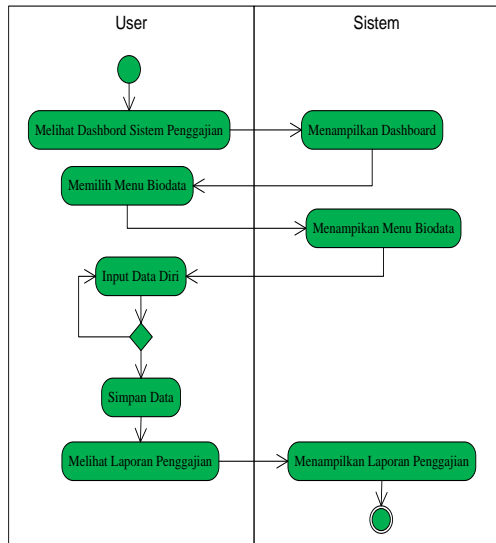 User
Sistem
Melihat Dashbord Sistem Penggajian
Menampilkan Dashboard
Memilih Menu Biodata
Menampikan Menu Biodata
Input Data Diri
Simpan Data
Melihat Laporan Penggajian
Menampilkan Laporan Penggajian